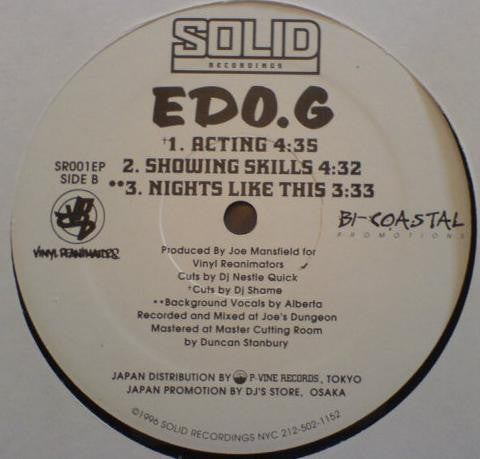 SOLID
RECORDINGS
EDO.G
†1. ACTING 4:35
2. SHOWING SKILLS 4:32
**3. NIGHTS LIKE THIS 3:33
SR001EP
SIDE B
VINYL REANIMATORS
BI-COASTAL
PROMOTIONS
Produced By Joe Mansfield for
Vinyl Reanimators
Cuts by Dj Nestle Quick
†Cuts by Dj Shame
**Background Vocals by Alberta
Recorded and Mixed at Joe's Dungeon
Mastered at Master Cutting Room
by Duncan Stanbury
JAPAN DISTRIBUTION BY P-VINE RECORDS, TOKYO
JAPAN PROMOTION BY DJ'S STORE, OSAKA
©1996 SOLID RECORDINGS NYC 212-502-1152